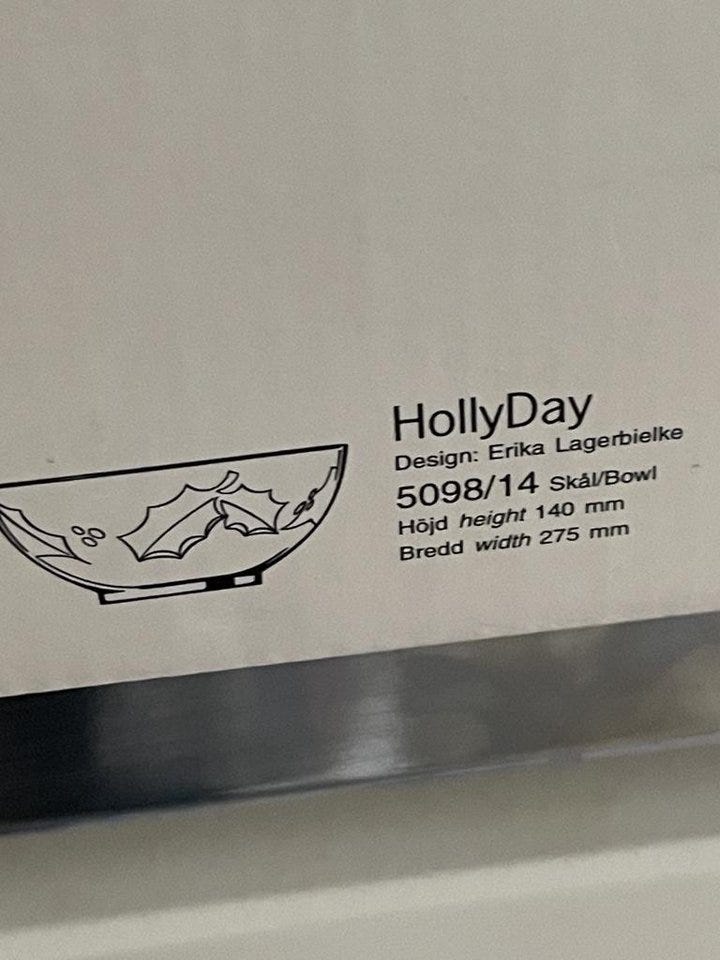 HollyDay
Design: Erika Lagerbielke
5098/14 Skål/Bowl
Höjd height 140 mm
Bredd width 275 mm